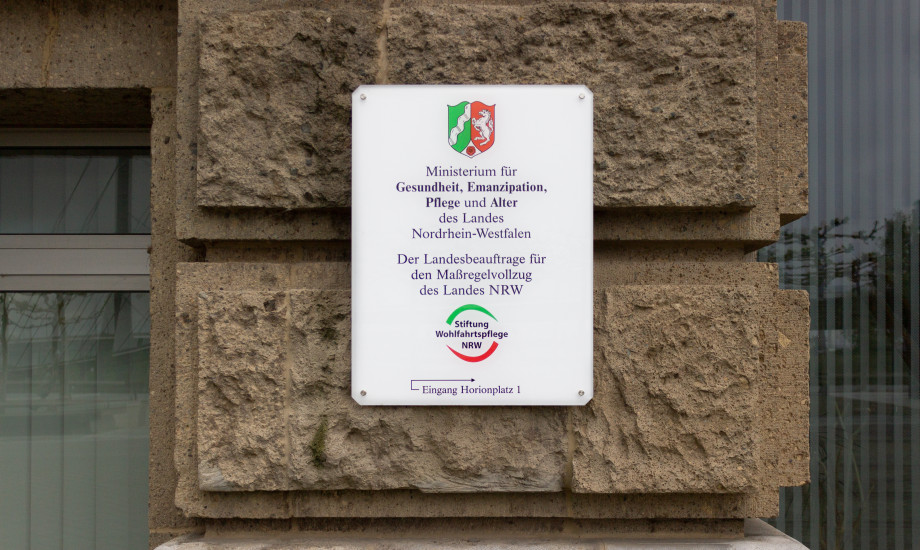 Ministerium für
Gesundheit, Emanzipation,
Pflege und Alter
des Landes
Nordrhein-Westfalen
Der Landesbeauftrage für
den Maßregelvollzug
des Landes NRW
Stiftung
Wohlfahrtspflege
NRW
Eingang Horionplatz 1